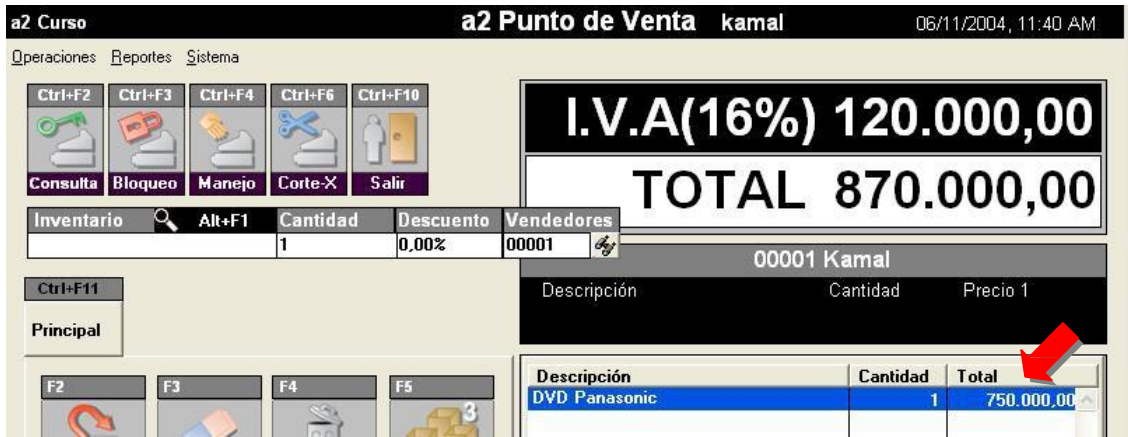 a2 Curso a2 Punto de Venta kamal 06/11/2004, 11:40 AM
Operaciones Reportes Sistema
Ctrl+F2 Ctrl+F3 Ctrl+F4 Ctrl+F6 Ctrl+F10
Consulta Bloqueo Manejo Corte-X Salir
I.V.A(16%) 120.000,00
TOTAL 870.000,00
Inventario Alt+F1 Cantidad Descuento Vendedores
1 0,00% 00001
00001 Kamal
Descripción Cantidad Precio 1
Ctrl+F11
Principal
F2 F3 F4 F5
3
Descripción Cantidad Total
DVD Panasonic 1 750.000,00